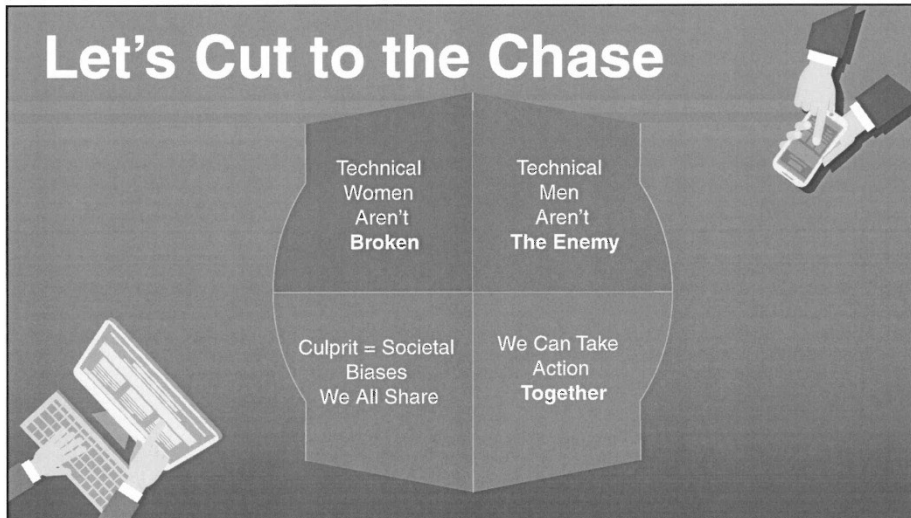 Let's Cut to the Chase
Technical
Women
Aren't
Broken
Technical
Men
Aren't
The Enemy
Culprit = Societal
Biases
We All Share
We Can Take
Action
Together